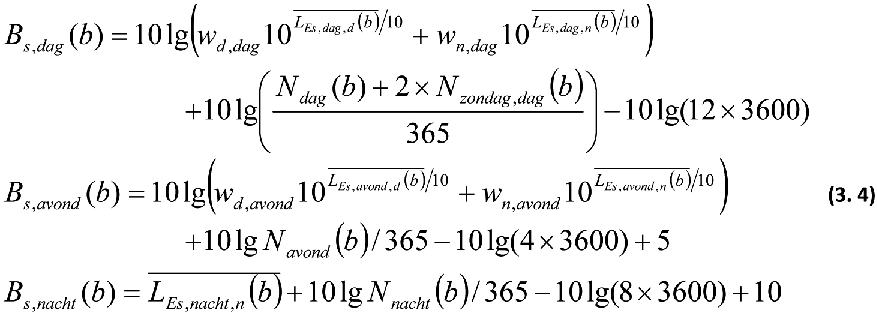 B_{s,dag}(b) = 10 lg( w_{d,dag} 10^{\overline{L_{Es,dag,d}(b)}/10} + w_{n,dag} 10^{\overline{L_{Es,dag,n}(b)}/10} )
+10 lg( \frac{N_{dag}(b) + 2 × N_{zondag,dag}(b)}{365} ) − 10 lg(12 × 3600)
B_{s,avond}(b) = 10 lg( w_{d,avond} 10^{\overline{L_{Es,avond,d}(b)}/10} + w_{n,avond} 10^{\overline{L_{Es,avond,n}(b)}/10} ) (3. 4)
+10 lg N_{avond}(b)/365 − 10 lg(4 × 3600) + 5
B_{s,nacht}(b) = \overline{L_{Es,nacht,n}(b)} + 10 lg N_{nacht}(b)/365 − 10 lg(8 × 3600) + 10